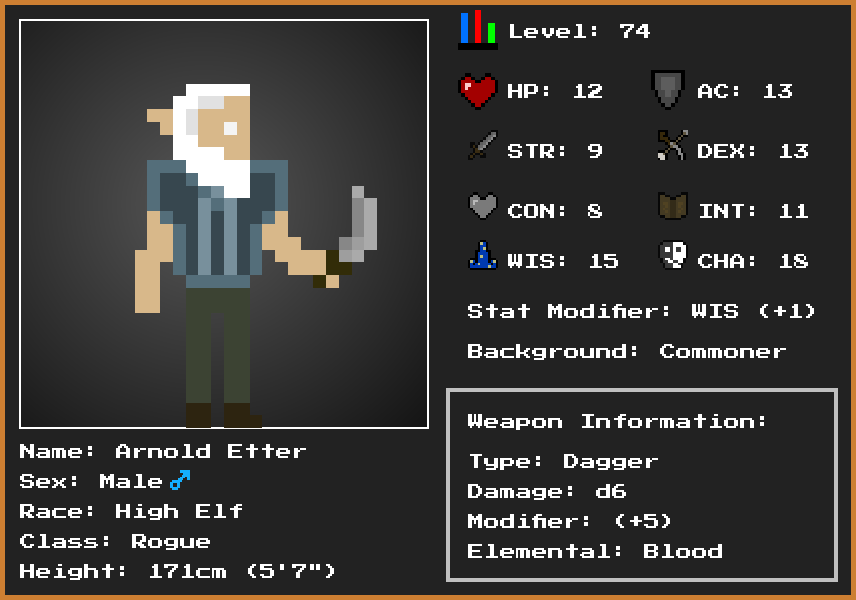 Level: 74
HP: 12
AC: 13
STR: 9
DEX: 13
CON: 8
INT: 11
WIS: 15
CHA: 18
Stat Modifier: WIS (+1)
Background: Commoner
Weapon Information:
Type: Dagger
Damage: d6
Modifier: (+5)
Elemental: Blood
Name: Arnold Etter
Sex: Male ♂
Race: High Elf
Class: Rogue
Height: 171cm (5'7")